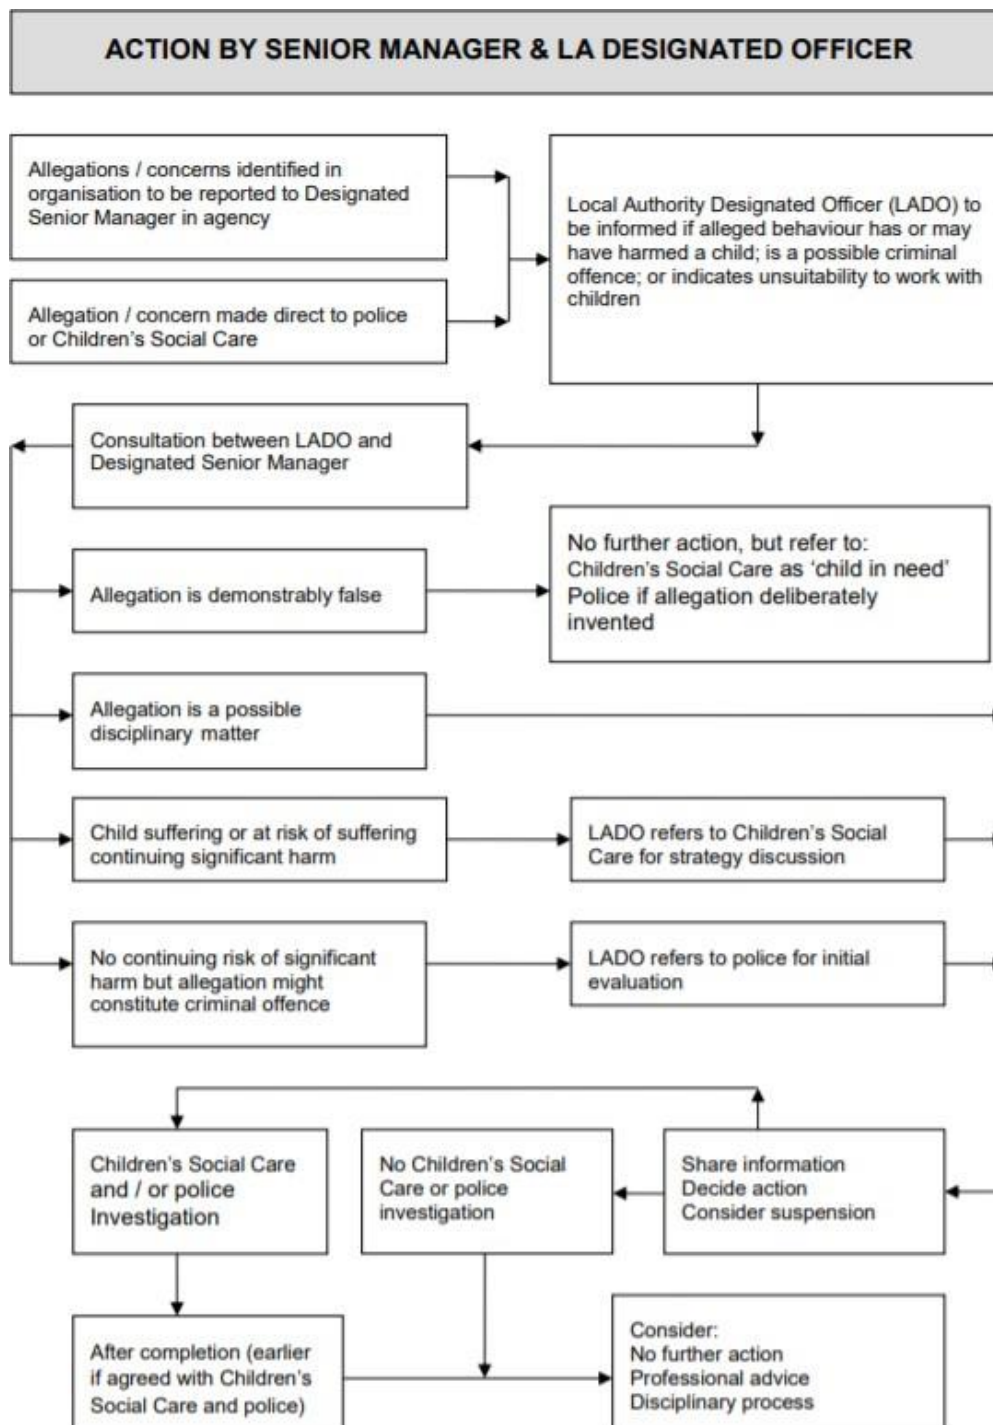 ACTION BY SENIOR MANAGER & LA DESIGNATED OFFICER
Allegations / concerns identified in
organisation to be reported to Designated
Senior Manager in agency
Local Authority Designated Officer (LADO) to
be informed if alleged behaviour has or may
have harmed a child; is a possible criminal
offence; or indicates unsuitability to work with
children
Allegation / concern made direct to police
or Children's Social Care
Consultation between LADO and
Designated Senior Manager
Allegation is demonstrably false
No further action, but refer to:
Children's Social Care as ‘child in need’
Police if allegation deliberately
invented
Allegation is a possible
disciplinary matter
Child suffering or at risk of suffering
continuing significant harm
LADO refers to Children's Social
Care for strategy discussion
No continuing risk of significant
harm but allegation might
constitute criminal offence
LADO refers to police for initial
evaluation
Children's Social Care
and / or police
Investigation
No Children's Social
Care or police
investigation
Share information
Decide action
Consider suspension
After completion (earlier
if agreed with Children's
Social Care and police)
Consider:
No further action
Professional advice
Disciplinary process